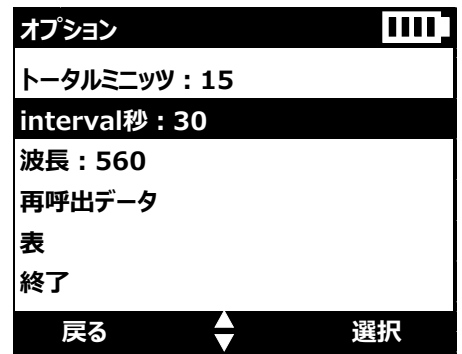 オプション
トータルミニッツ：15
interval秒：30
波長：560
再呼出データ
表
終了
戻る 選択